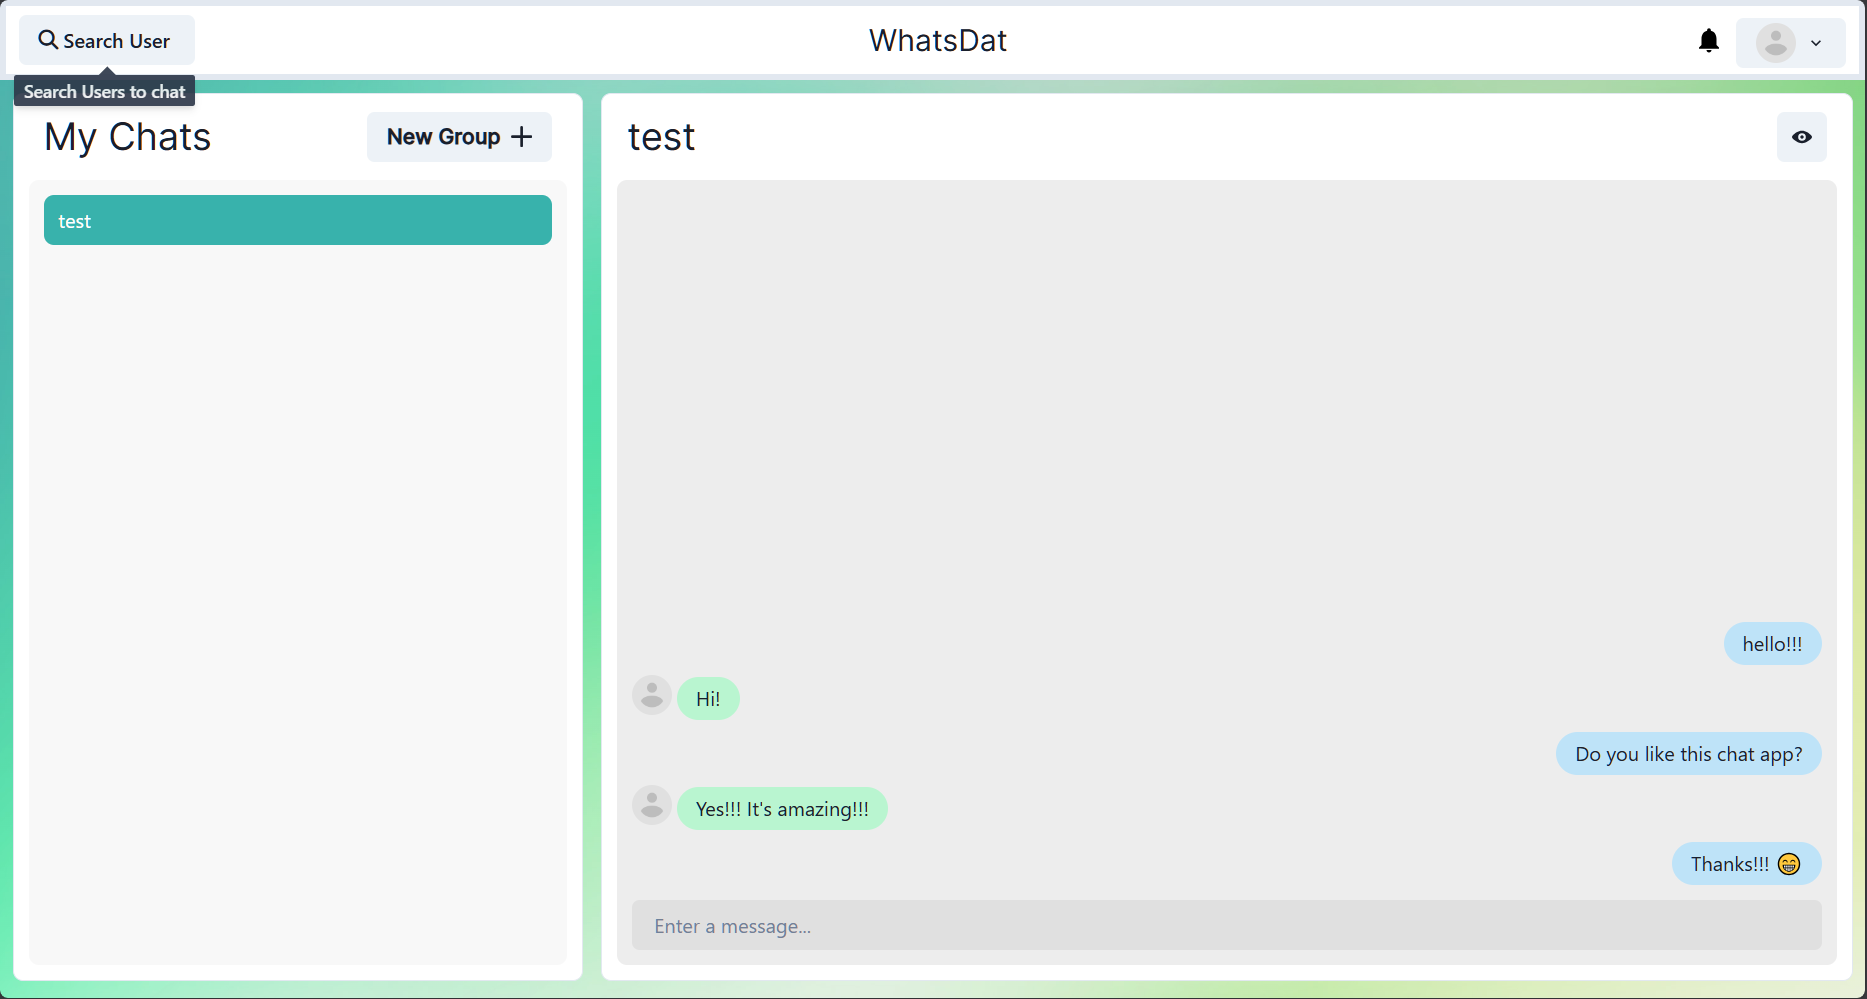 Search User
WhatsDat
Search Users to chat
My Chats
New Group
test
test
hello!!!
Hi!
Do you like this chat app?
Yes!!! It's amazing!!!
Thanks!!! 😁
Enter a message...